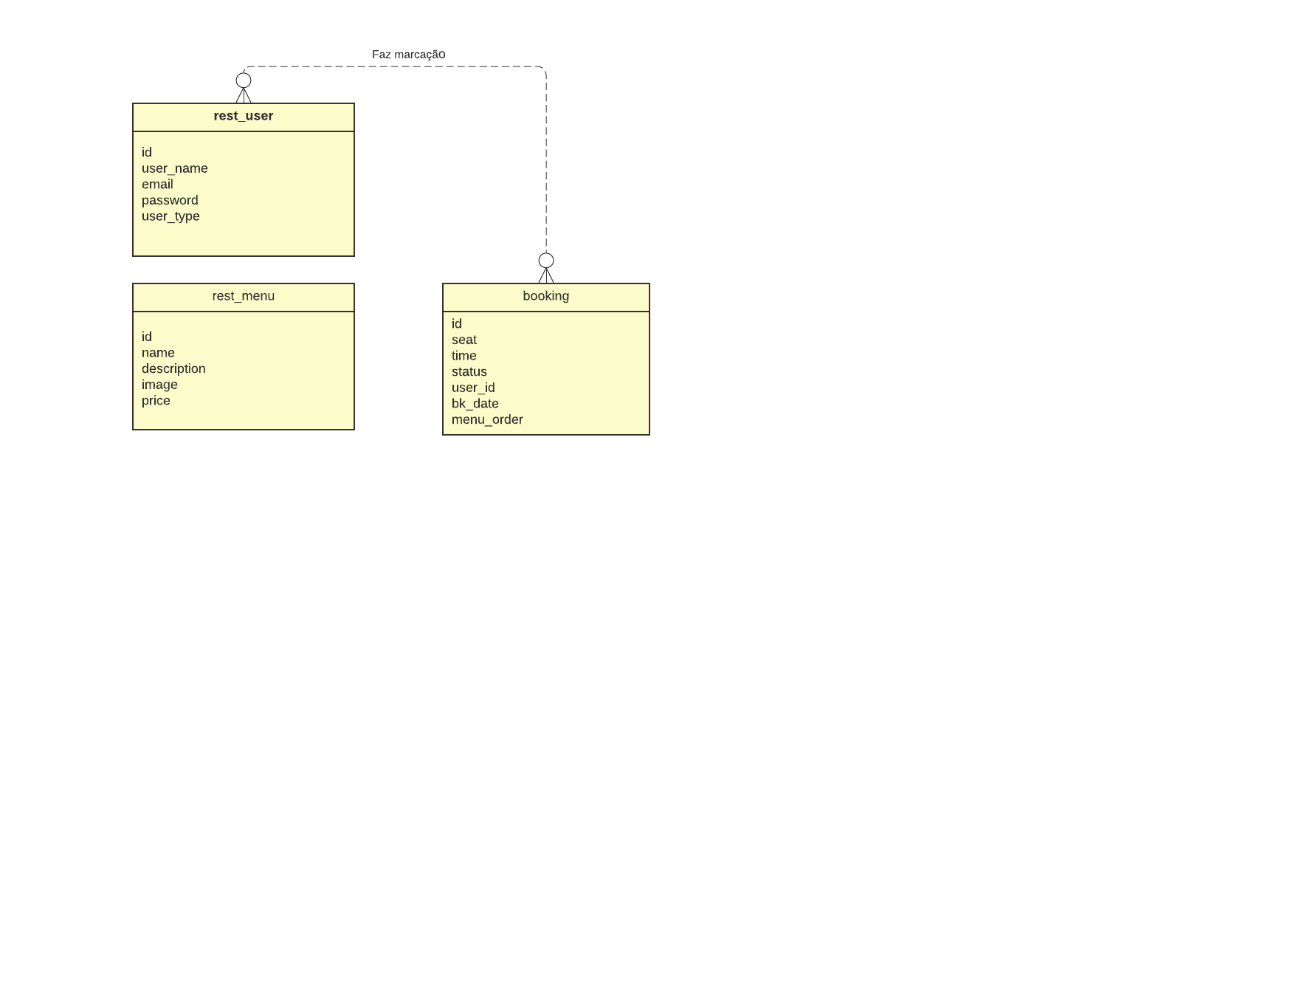 Faz marcação
rest_user
id
user_name
email
password
user_type
rest_menu
id
name
description
image
price
booking
id
seat
time
status
user_id
bk_date
menu_order